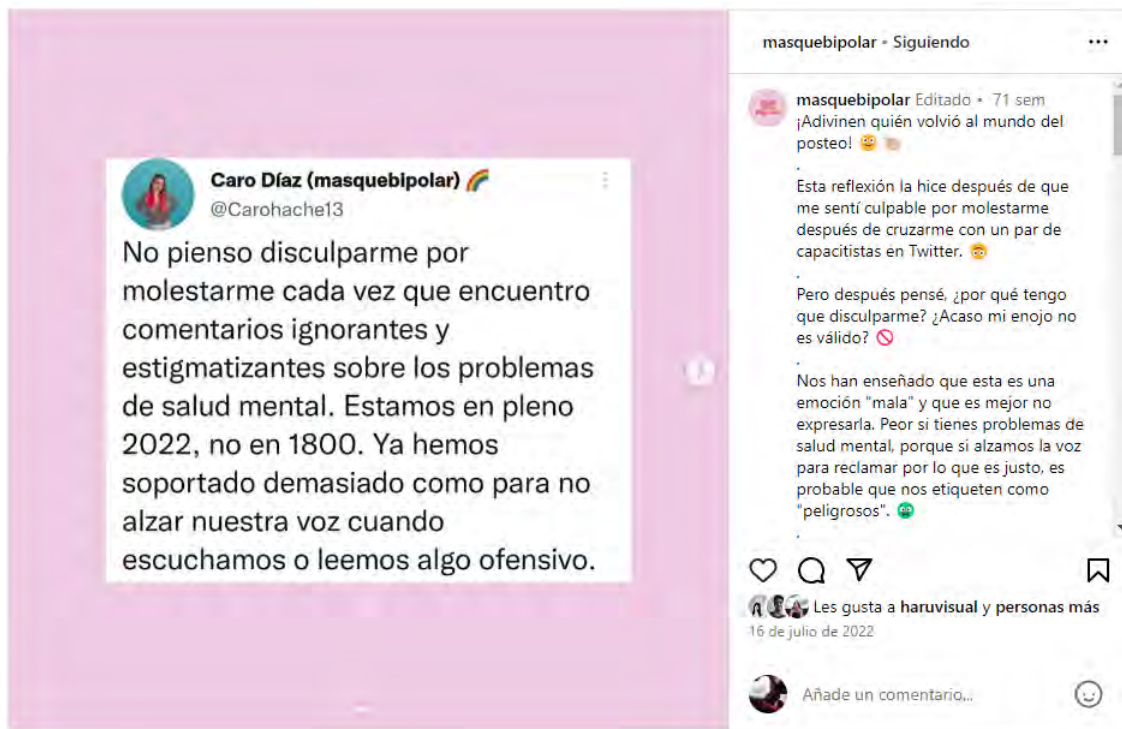 Caro Díaz (masquebipolar) 🌈
@Carohache13
No pienso disculparme por
molestarme cada vez que encuentro
comentarios ignorantes y
estigmatizantes sobre los problemas
de salud mental. Estamos en pleno
2022, no en 1800. Ya hemos
soportado demasiado como para no
alzar nuestra voz cuando
escuchamos o leemos algo ofensivo.
masquebipolar • Siguiendo
masquebipolar Editado • 71 sem
¡Adivinen quién volvió al mundo del
posteo! 😳 👏🏼
.
Esta reflexión la hice después de que
me sentí culpable por molestarme
después de cruzarme con un par de
capacitistas en Twitter. 🙃
.
Pero después pensé, ¿por qué tengo
que disculparme? ¿Acaso mi enojo no
es válido? 🚫
.
Nos han enseñado que esta es una
emoción "mala" y que es mejor no
expresarla. Peor si tienes problemas de
salud mental, porque si alzamos la voz
para reclamar por lo que es justo, es
probable que nos etiqueten como
"peligrosos". 🤮
.
Les gusta a haruvisual y personas más
16 de julio de 2022
Añade un comentario...